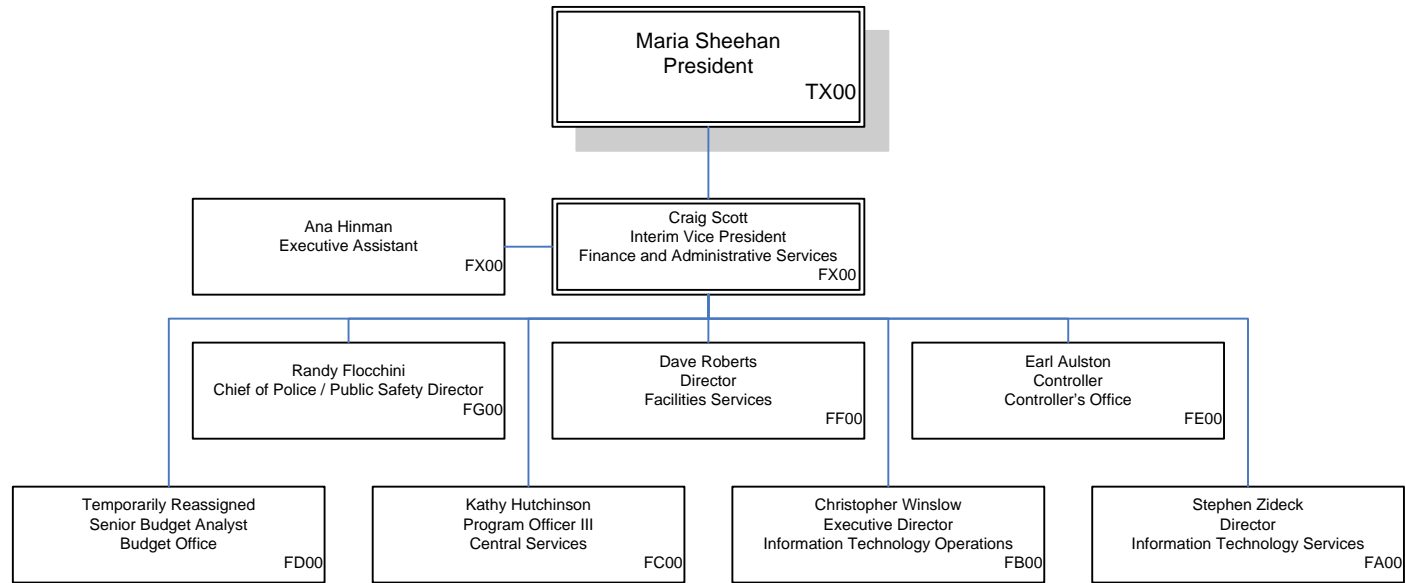 Maria Sheehan
President
TX00
Ana Hinman
Executive Assistant
FX00
Craig Scott
Interim Vice President
Finance and Administrative Services
FX00
Randy Flocchini
Chief of Police / Public Safety Director
FG00
Dave Roberts
Director
Facilities Services
FF00
Earl Aulston
Controller
Controller’s Office
FE00
Temporarily Reassigned
Senior Budget Analyst
Budget Office
FD00
Kathy Hutchinson
Program Officer III
Central Services
FC00
Christopher Winslow
Executive Director
Information Technology Operations
FB00
Stephen Zideck
Director
Information Technology Services
FA00